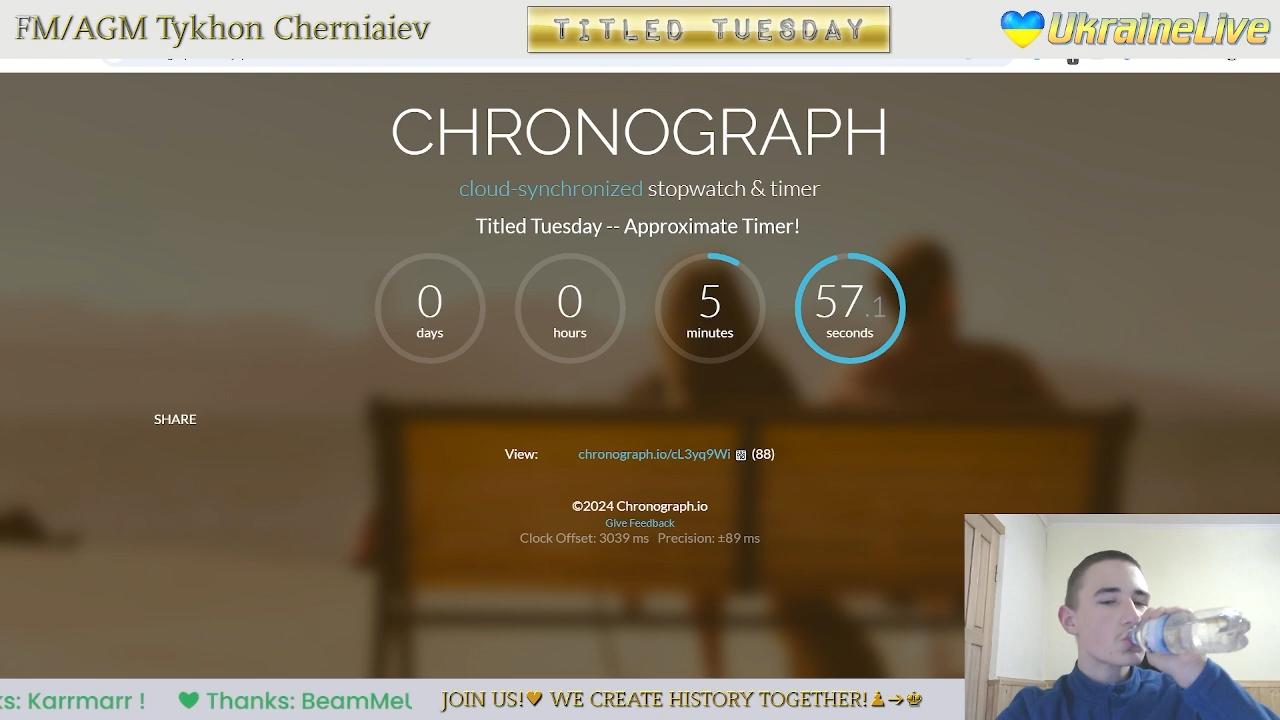 FM/AGM Tykhon Cherniaiev
TITLED TUESDAY
UkraineLive
CHRONOGRAPH
cloud-synchronized stopwatch & timer
Titled Tuesday -- Approximate Timer!
0 0 5 57.1
days hours minutes seconds
SHARE
View: chronograph.io/cL3yq9Wi (88)
©2024 Chronograph.io
Give Feedback
Clock Offset: 3039 ms Precision: ±89 ms
ks: Karrmarr ! 💚 Thanks: BeamMeU
JOIN US!🧡 WE CREATE HISTORY TOGETHER!♟→♚